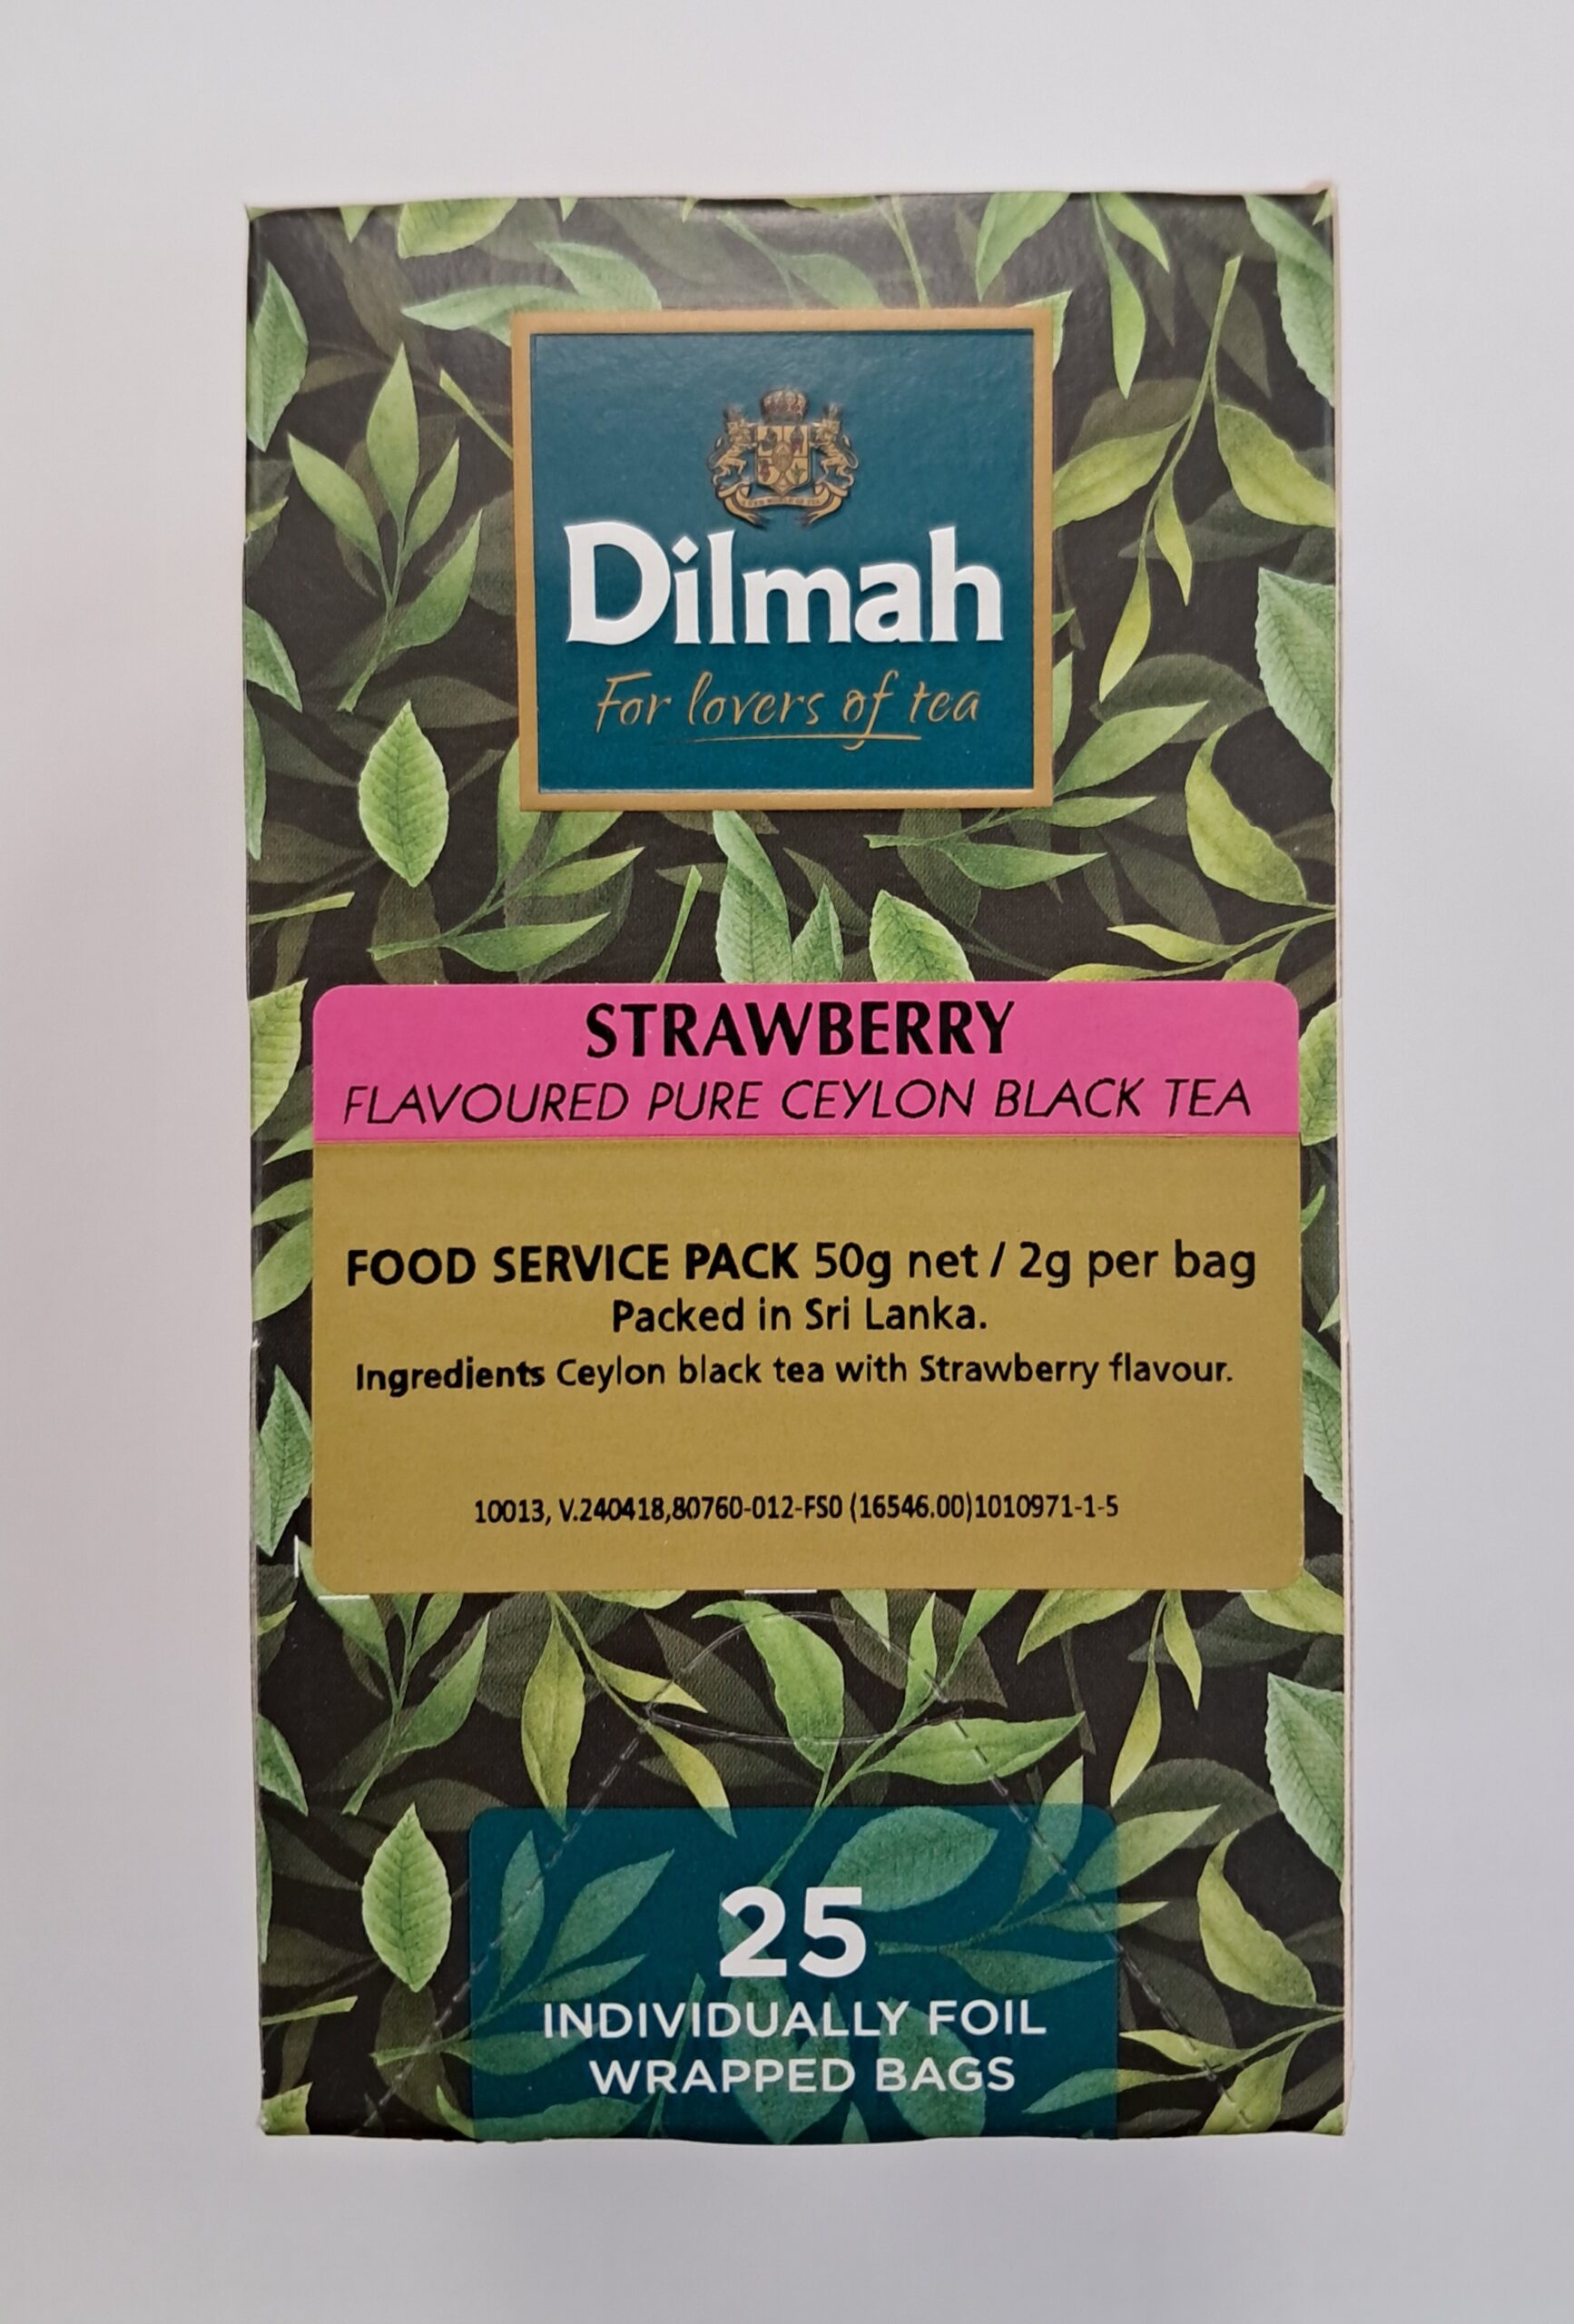 Dilmah
For lovers of tea
STRAWBERRY
FLAVOURED PURE CEYLON BLACK TEA
FOOD SERVICE PACK 50g net / 2g per bag
Packed in Sri Lanka.
Ingredients Ceylon black tea with Strawberry flavour.
10013, V.240418,80760-012-FS0 (16546.00)1010971-1-5
25
INDIVIDUALLY FOIL
WRAPPED BAGS